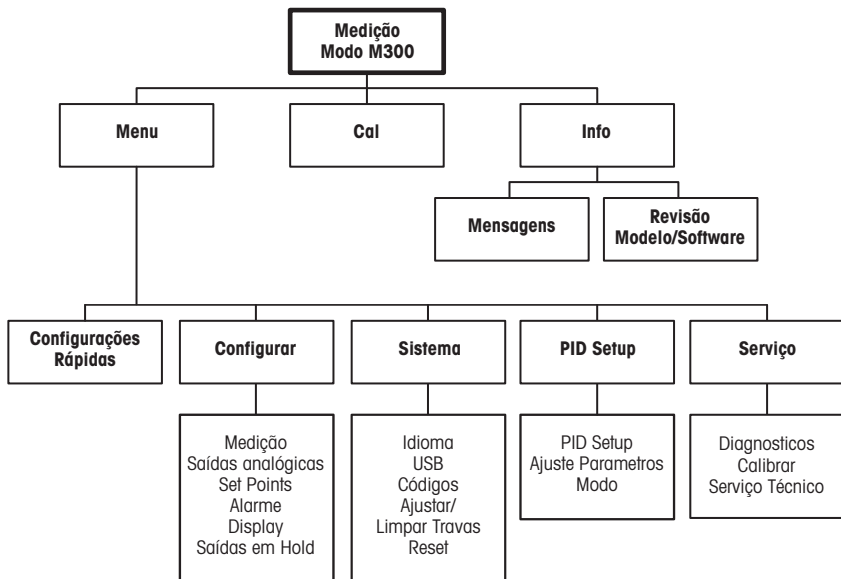 Medição
Modo M300
Menu
Cal
Info
Mensagens
Revisão
Modelo/Software
Configurações
Rápidas
Configurar
Sistema
PID Setup
Serviço
Medição
Saídas analógicas
Set Points
Alarme
Display
Saídas em Hold
Idioma
USB
Códigos
Ajustar/
Limpar Travas
Reset
PID Setup
Ajuste Parametros
Modo
Diagnosticos
Calibrar
Serviço Técnico